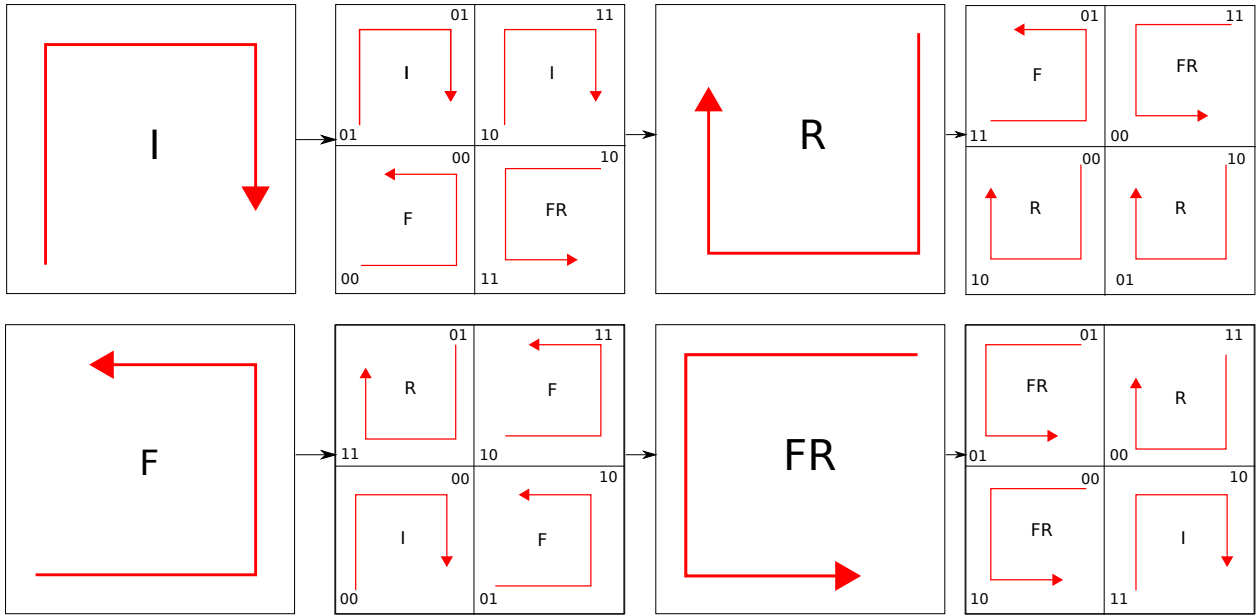 01 11 01 11
I I F FR
I R
01 10 11 00
00 10 00 10
F FR R R
00 11 10 01
01 11 01 11
R F FR R
F FR
11 10 01 00
00 10 00 10
I F FR I
00 01 10 11